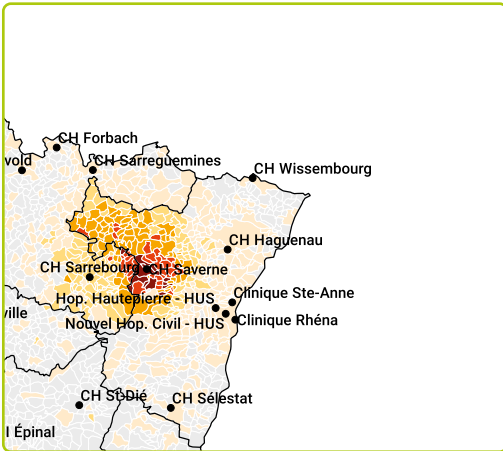 CH Forbach
vold
CH Sarreguemines
CH Wissembourg
CH Haguenau
CH Sarrebourg
CH Saverne
Hop. Hautepierre - HUS
Clinique Ste-Anne
ville
Nouvel Hop. Civil - HUS
Clinique Rhéna
CH St-Dié
CH Sélestat
l Épinal